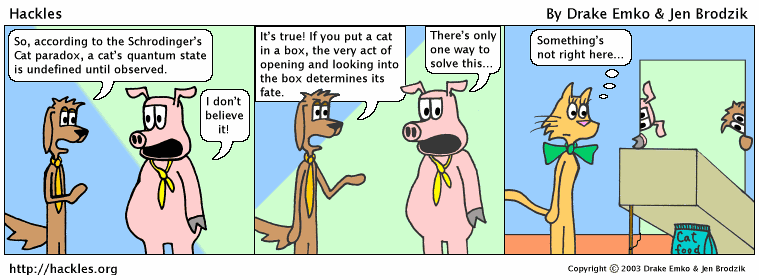 Hackles
By Drake Emko & Jen Brodzik
So, according to the Schrodinger's
Cat paradox, a cat's quantum state
is undefined until observed.
I don't
believe
it!
It's true! If you put a cat
in a box, the very act of
opening and looking into
the box determines its
fate.
There's only
one way to
solve this...
Something's
not right here...
Cat
food
http://hackles.org
Copyright © 2003 Drake Emko & Jen Brodzik